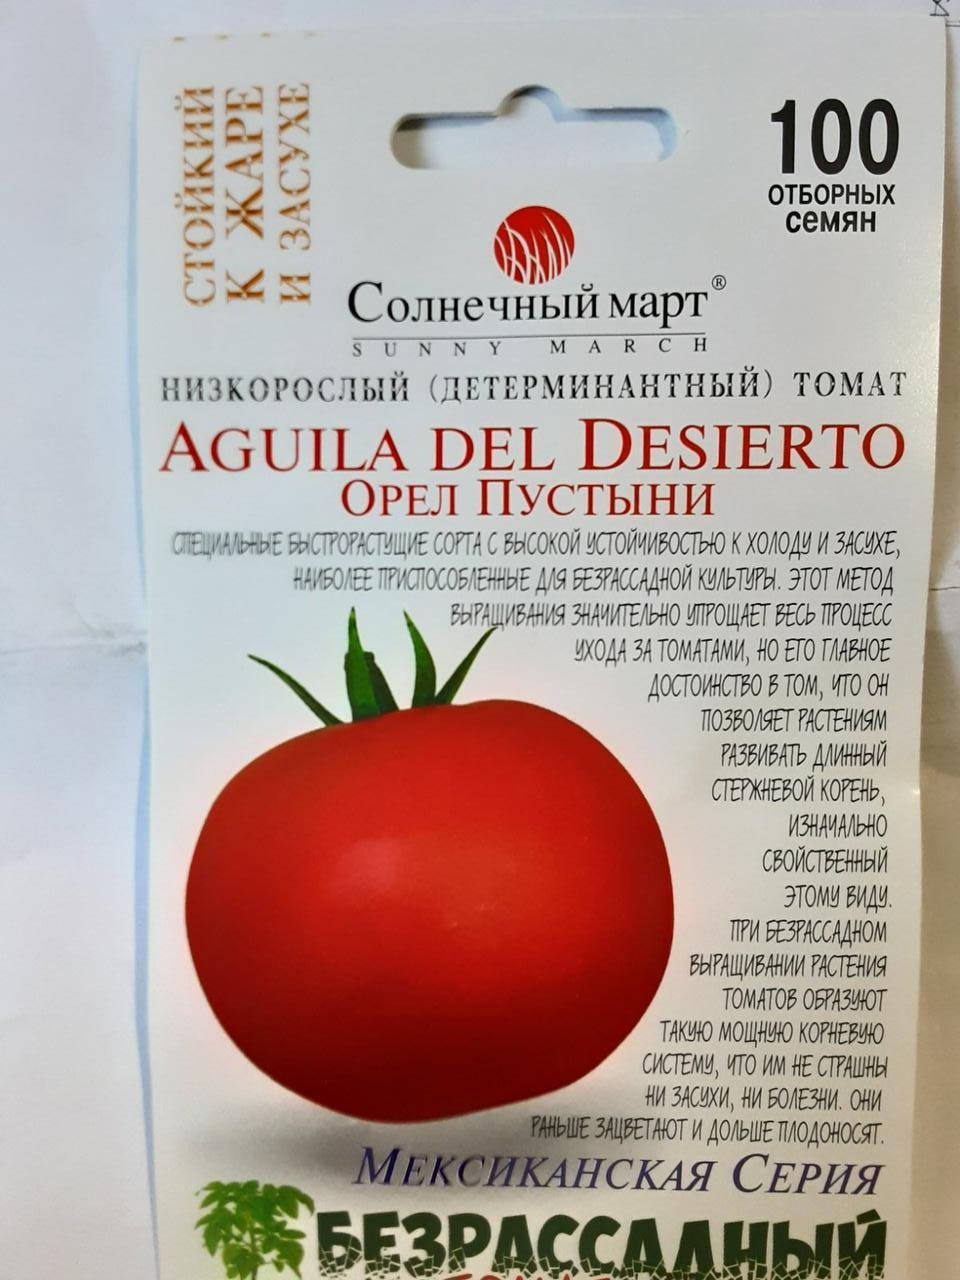 СТОЙКИЙ
К ЖАРЕ
И ЗАСУХЕ
100
ОТБОРНЫХ
семян
Солнечный март®
SUNNY MARCH
НИЗКОРОСЛЫЙ (ДЕТЕРМИНАНТНЫЙ) ТОМАТ
AGUILA DEL DESIERTO
ОРЕЛ ПУСТЫНИ
СПЕЦИАЛЬНЫЕ БЫСТРОРАСТУЩИЕ СОРТА С ВЫСОКОЙ УСТОЙЧИВОСТЬЮ К ХОЛОДУ И ЗАСУХЕ,
НАИБОЛЕЕ ПРИСПОСОБЛЕННЫЕ ДЛЯ БЕЗРАССАДНОЙ КУЛЬТУРЫ. ЭТОТ МЕТОД
ВЫРАЩИВАНИЯ ЗНАЧИТЕЛЬНО УПРОЩАЕТ ВЕСЬ ПРОЦЕСС
УХОДА ЗА ТОМАТАМИ, НО ЕГО ГЛАВНОЕ
ДОСТОИНСТВО В ТОМ, ЧТО ОН
ПОЗВОЛЯЕТ РАСТЕНИЯМ
РАЗВИВАТЬ ДЛИННЫЙ
СТЕРЖНЕВОЙ КОРЕНЬ,
ИЗНАЧАЛЬНО
СВОЙСТВЕННЫЙ
ЭТОМУ ВИДУ.
ПРИ БЕЗРАССАДНОМ
ВЫРАЩИВАНИИ РАСТЕНИЯ
ТОМАТОВ ОБРАЗУЮТ
ТАКУЮ МОЩНУЮ КОРНЕВУЮ
СИСТЕМУ, ЧТО ИМ НЕ СТРАШНЫ
НИ ЗАСУХИ, НИ БОЛЕЗНИ. ОНИ
РАНЬШЕ ЗАЦВЕТАЮТ И ДОЛЬШЕ ПЛОДОНОСЯТ.
МЕКСИКАНСКАЯ СЕРИЯ
БЕЗРАССАДНЫЙ